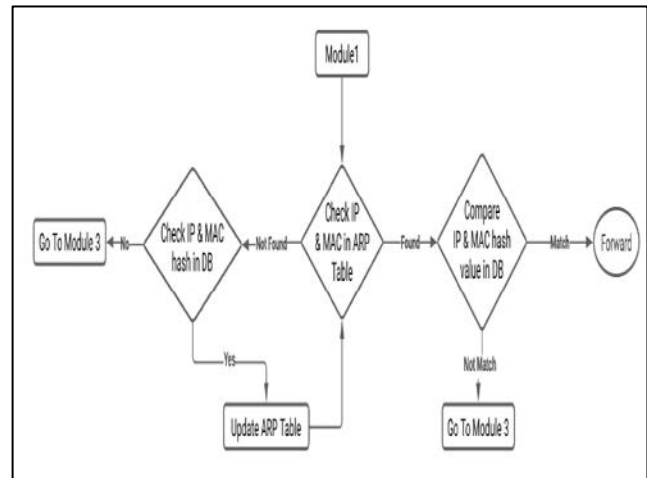 Module1
Check IP
& MAC in ARP
Table
Found
Compare
IP & MAC hash
value in DB
Match
Forward
Not Match
Go To Module 3
Not Found
Check IP & MAC
hash in DB
No
Go To Module 3
Yes
Update ARP Table